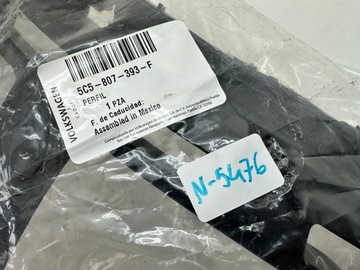 VOLKSWAGEN
5C5-807-393-F
PERFIL
1 PZA
F. de Caducidad:
Assembled in Mexico
N-5476